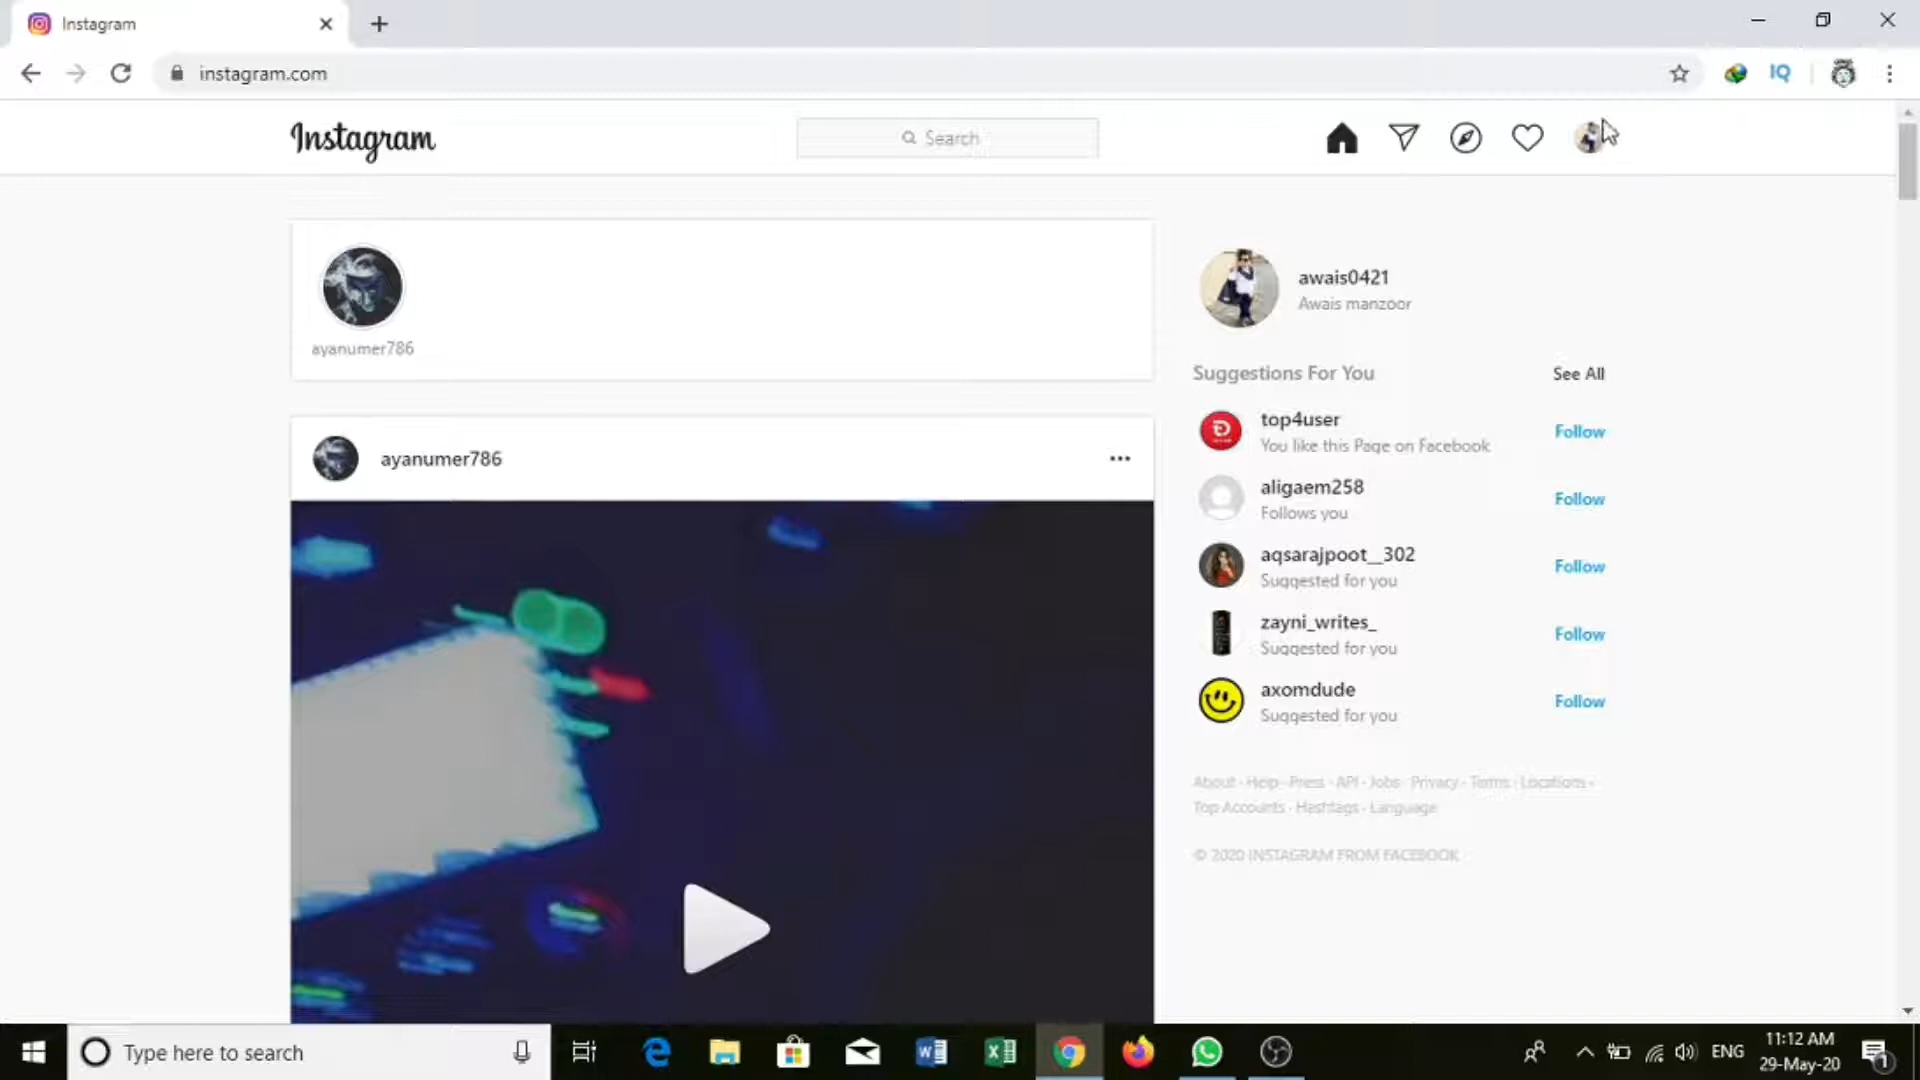 Instagram
instagram.com
IQ
Instagram
Search
ayanumer786
awais0421
Awais manzoor
Suggestions For You
See All
top4user
You like this Page on Facebook
Follow
aligaem258
Follows you
Follow
aqsarajpoot__302
Suggested for you
Follow
zayni_writes_
Suggested for you
Follow
axomdude
Suggested for you
Follow
ayanumer786
About · Help · Press · API · Jobs · Privacy · Terms · Locations ·
Top Accounts · Hashtags · Language
© 2020 INSTAGRAM FROM FACEBOOK
Type here to search
ENG
11:12 AM
29-May-20
1